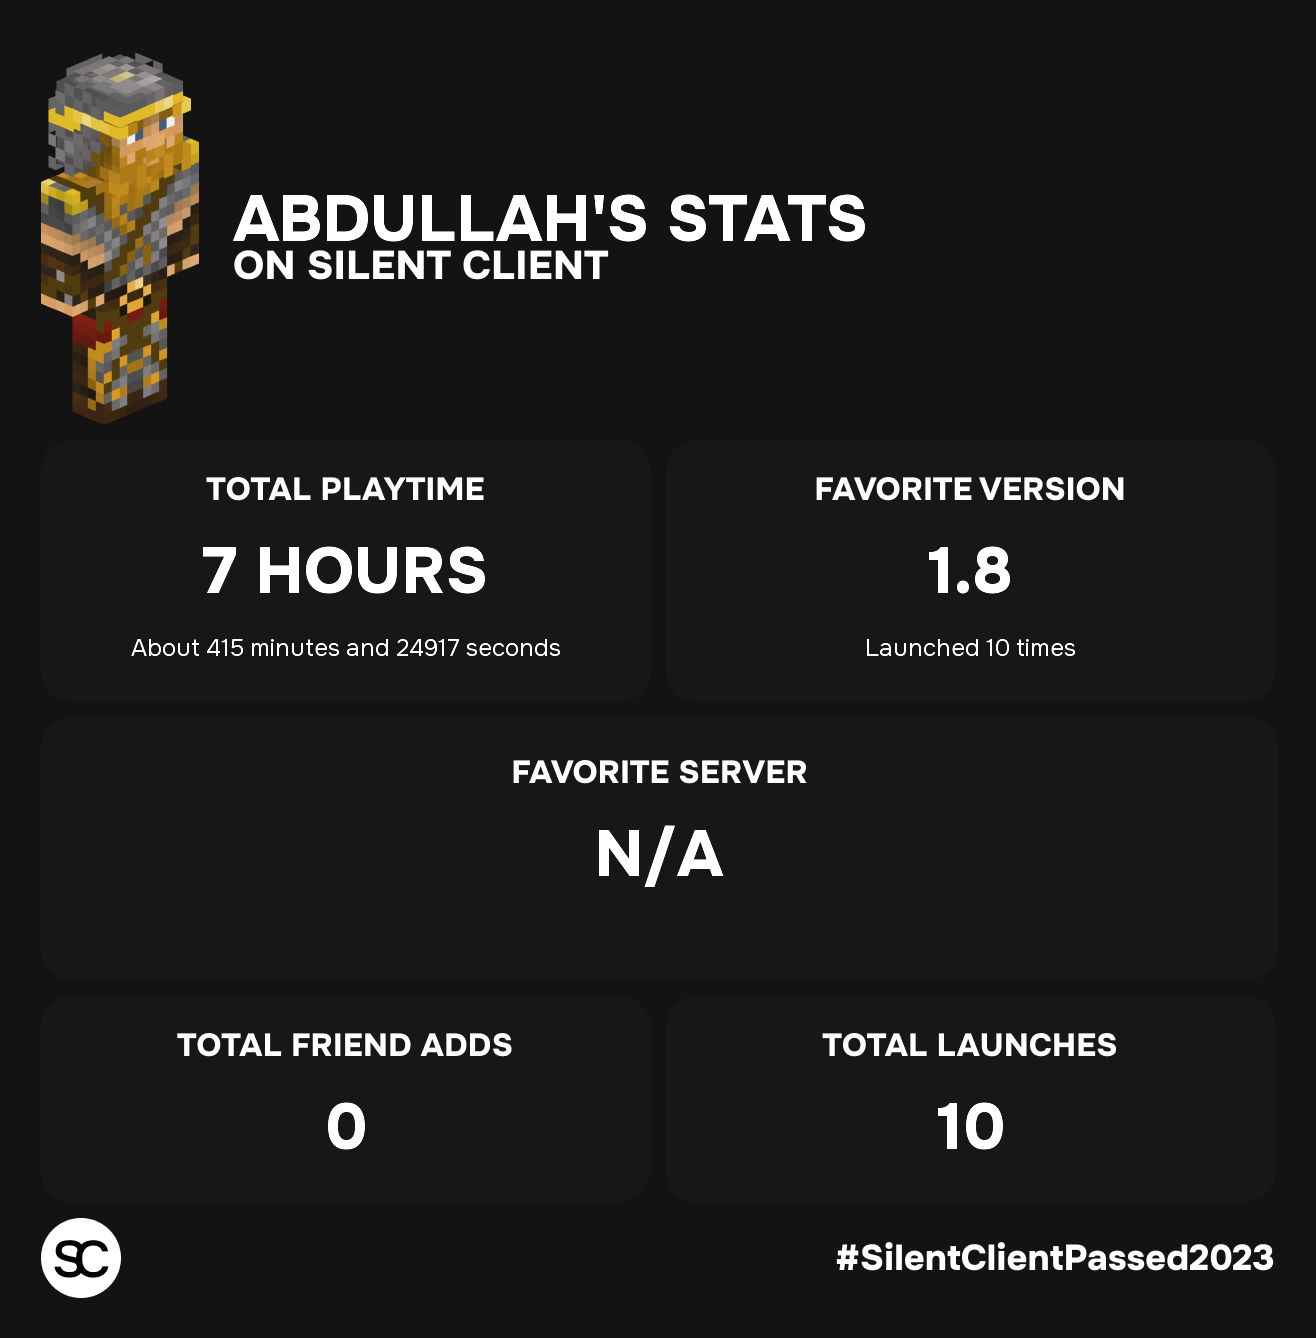 ABDULLAH'S STATS
ON SILENT CLIENT
TOTAL PLAYTIME
7 HOURS
About 415 minutes and 24917 seconds
FAVORITE VERSION
1.8
Launched 10 times
FAVORITE SERVER
N/A
TOTAL FRIEND ADDS
0
TOTAL LAUNCHES
10
SC
#SilentClientPassed2023